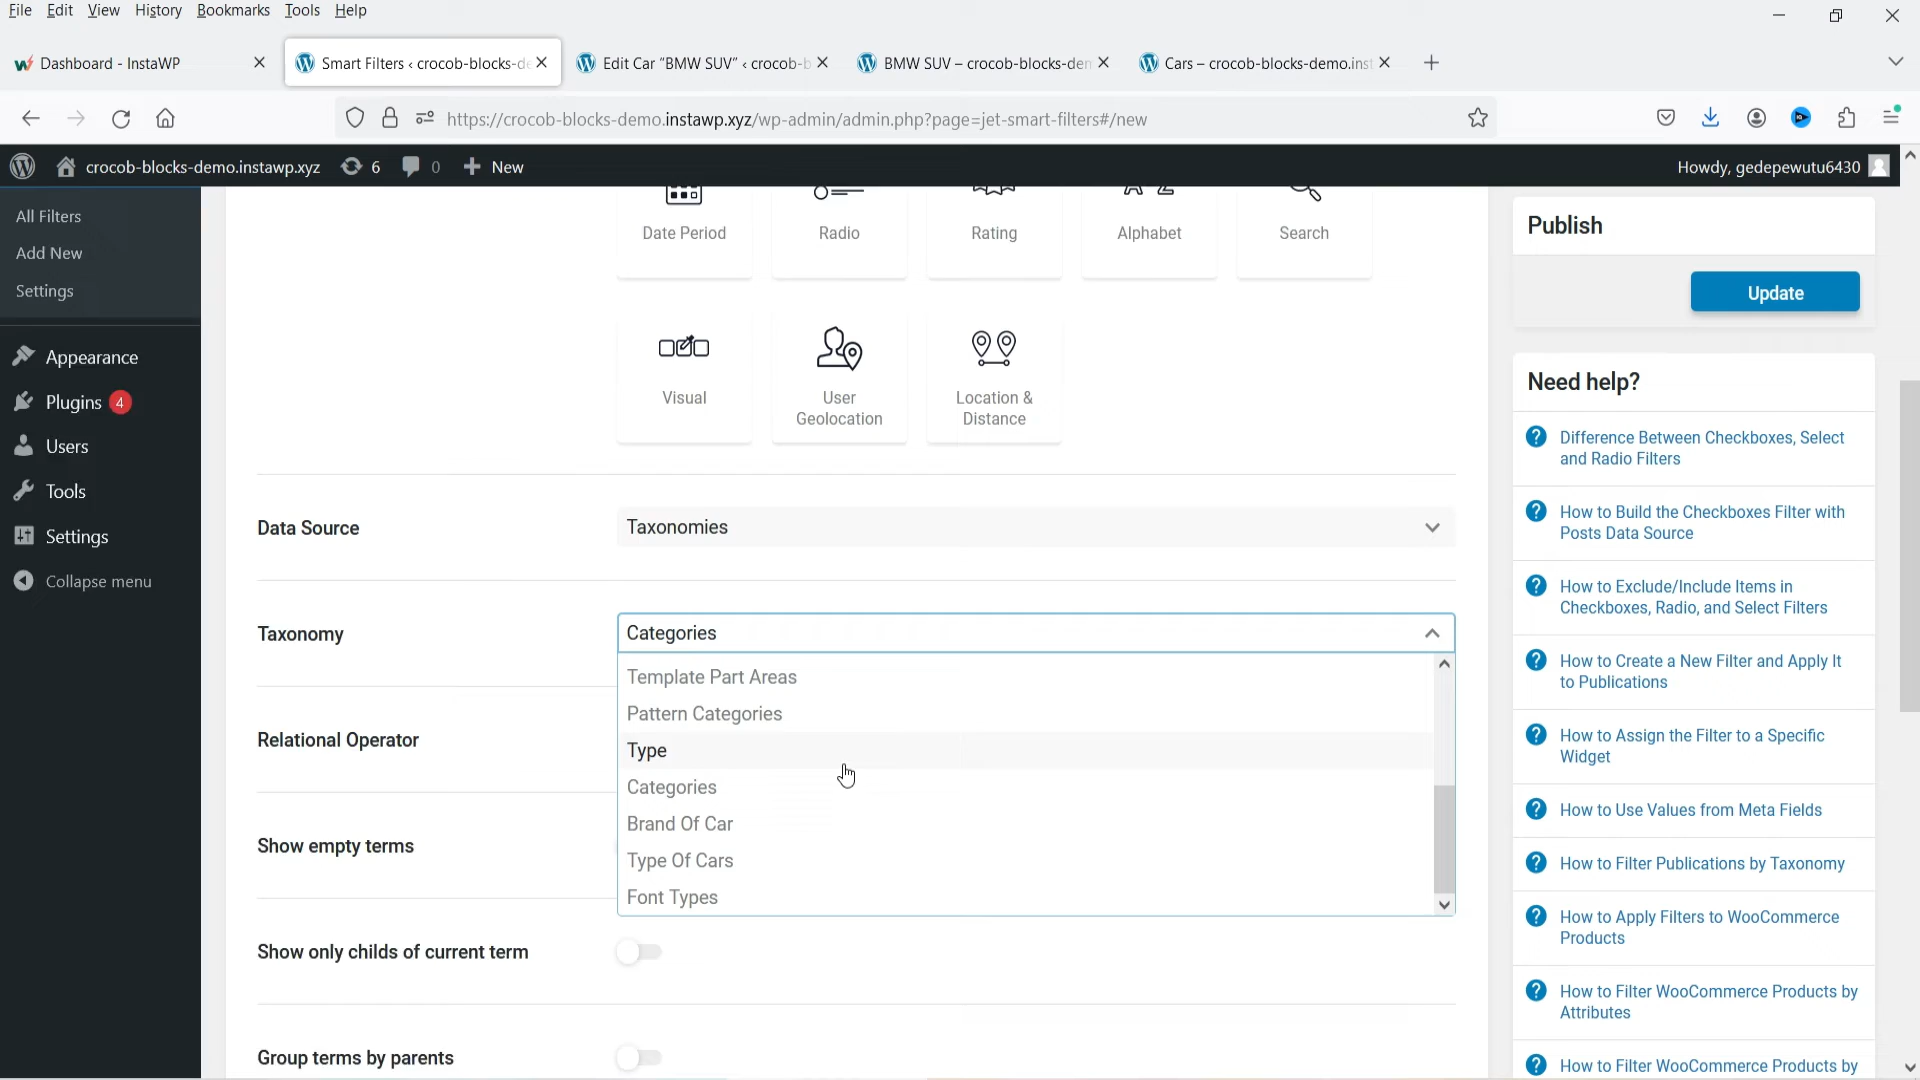 File Edit View History Bookmarks Tools Help
Dashboard - InstaWP
Smart Filters ‹ crocob-blocks-de
Edit Car “BMW SUV” ‹ crocob-b
BMW SUV – crocob-blocks-den
Cars – crocob-blocks-demo.inst
https://crocob-blocks-demo.instawp.xyz/wp-admin/admin.php?page=jet-smart-filters#/new
crocob-blocks-demo.instawp.xyz 6 0 New
Howdy, gedepewutu6430
All Filters
Add New
Settings
Appearance
Plugins 4
Users
Tools
Settings
Collapse menu
Date Period
Radio
Rating
Alphabet
Search
Visual
User
Geolocation
Location &
Distance
Data Source
Taxonomies
Taxonomy
Categories
Template Part Areas
Pattern Categories
Type
Categories
Brand Of Car
Type Of Cars
Font Types
Relational Operator
Show empty terms
Show only childs of current term
Group terms by parents
Publish
Update
Need help?
Difference Between Checkboxes, Select
and Radio Filters
How to Build the Checkboxes Filter with
Posts Data Source
How to Exclude/Include Items in
Checkboxes, Radio, and Select Filters
How to Create a New Filter and Apply It
to Publications
How to Assign the Filter to a Specific
Widget
How to Use Values from Meta Fields
How to Filter Publications by Taxonomy
How to Apply Filters to WooCommerce
Products
How to Filter WooCommerce Products by
Attributes
How to Filter WooCommerce Products by